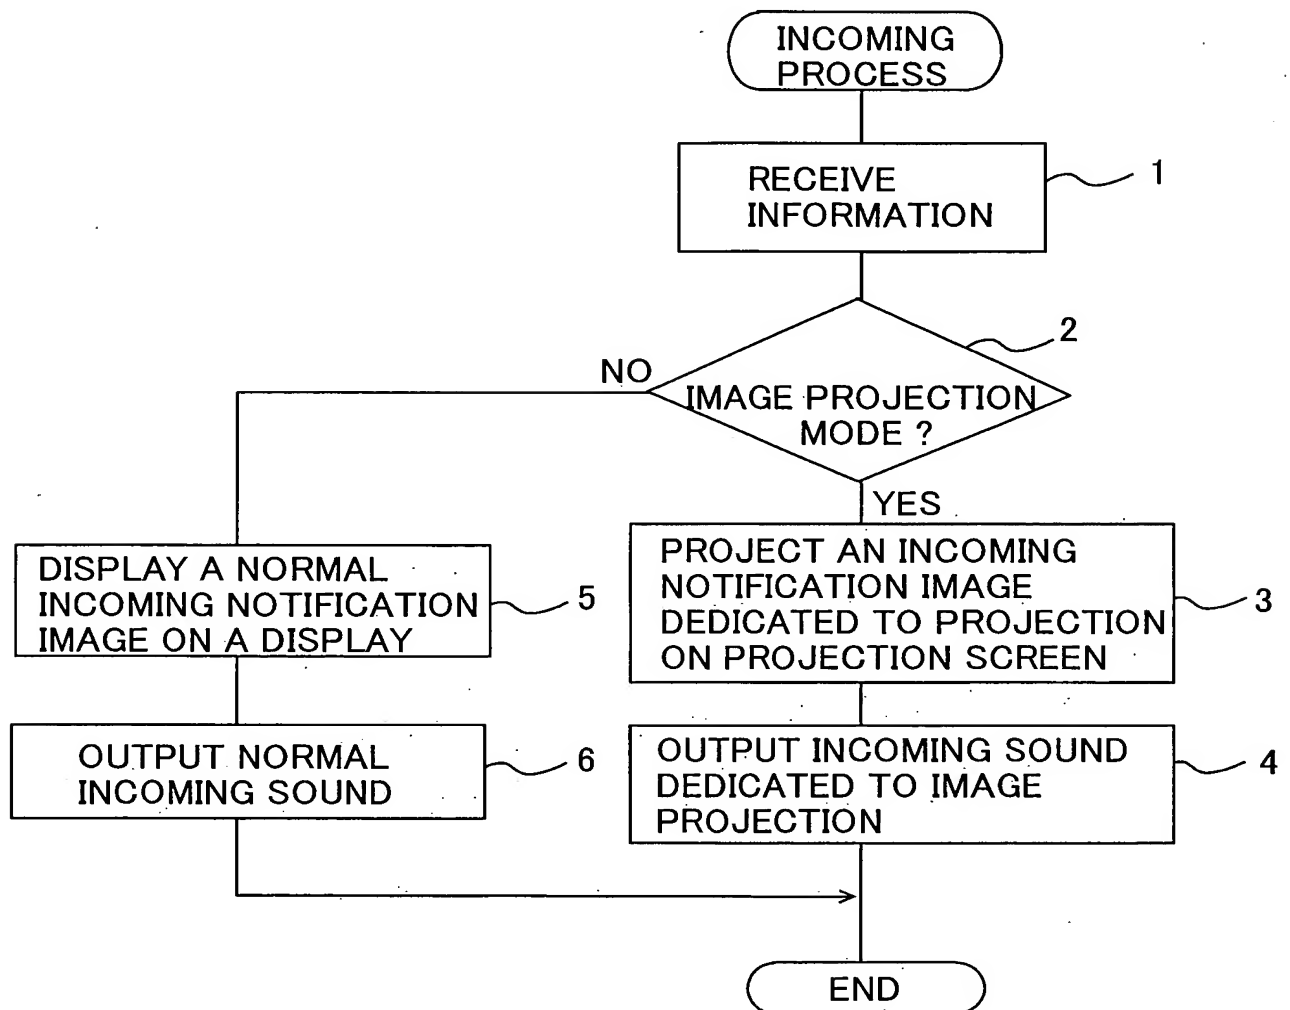 INCOMING
PROCESS
RECEIVE
INFORMATION
1
2
NO
IMAGE PROJECTION
MODE ?
YES
PROJECT AN INCOMING
NOTIFICATION IMAGE
DEDICATED TO PROJECTION
ON PROJECTION SCREEN
3
DISPLAY A NORMAL
INCOMING NOTIFICATION
IMAGE ON A DISPLAY
5
OUTPUT INCOMING SOUND
DEDICATED TO IMAGE
PROJECTION
4
OUTPUT NORMAL
INCOMING SOUND
6
END